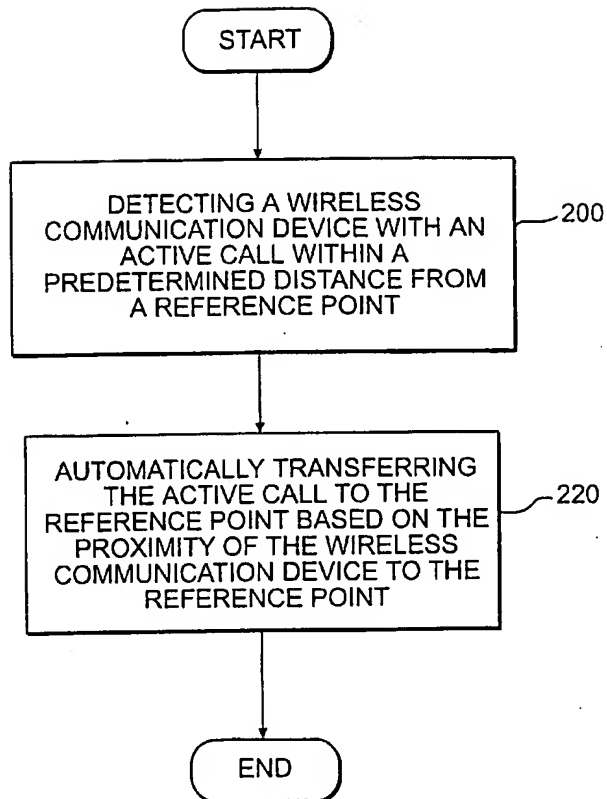 START
DETECTING A WIRELESS
COMMUNICATION DEVICE WITH AN
ACTIVE CALL WITHIN A
PREDETERMINED DISTANCE FROM
A REFERENCE POINT
200
AUTOMATICALLY TRANSFERRING
THE ACTIVE CALL TO THE
REFERENCE POINT BASED ON THE
PROXIMITY OF THE WIRELESS
COMMUNICATION DEVICE TO THE
REFERENCE POINT
220
END